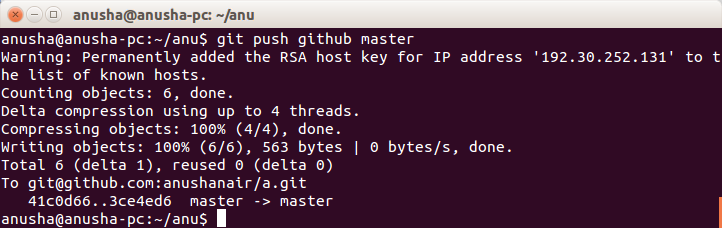 anusha@anusha-pc: ~/anu
anusha@anusha-pc:~/anu$ git push github master
Warning: Permanently added the RSA host key for IP address '192.30.252.131' to t
he list of known hosts.
Counting objects: 6, done.
Delta compression using up to 4 threads.
Compressing objects: 100% (4/4), done.
Writing objects: 100% (6/6), 563 bytes | 0 bytes/s, done.
Total 6 (delta 1), reused 0 (delta 0)
To git@github.com:anushanair/a.git
   41c0d66..3ce4ed6  master -> master
anusha@anusha-pc:~/anu$